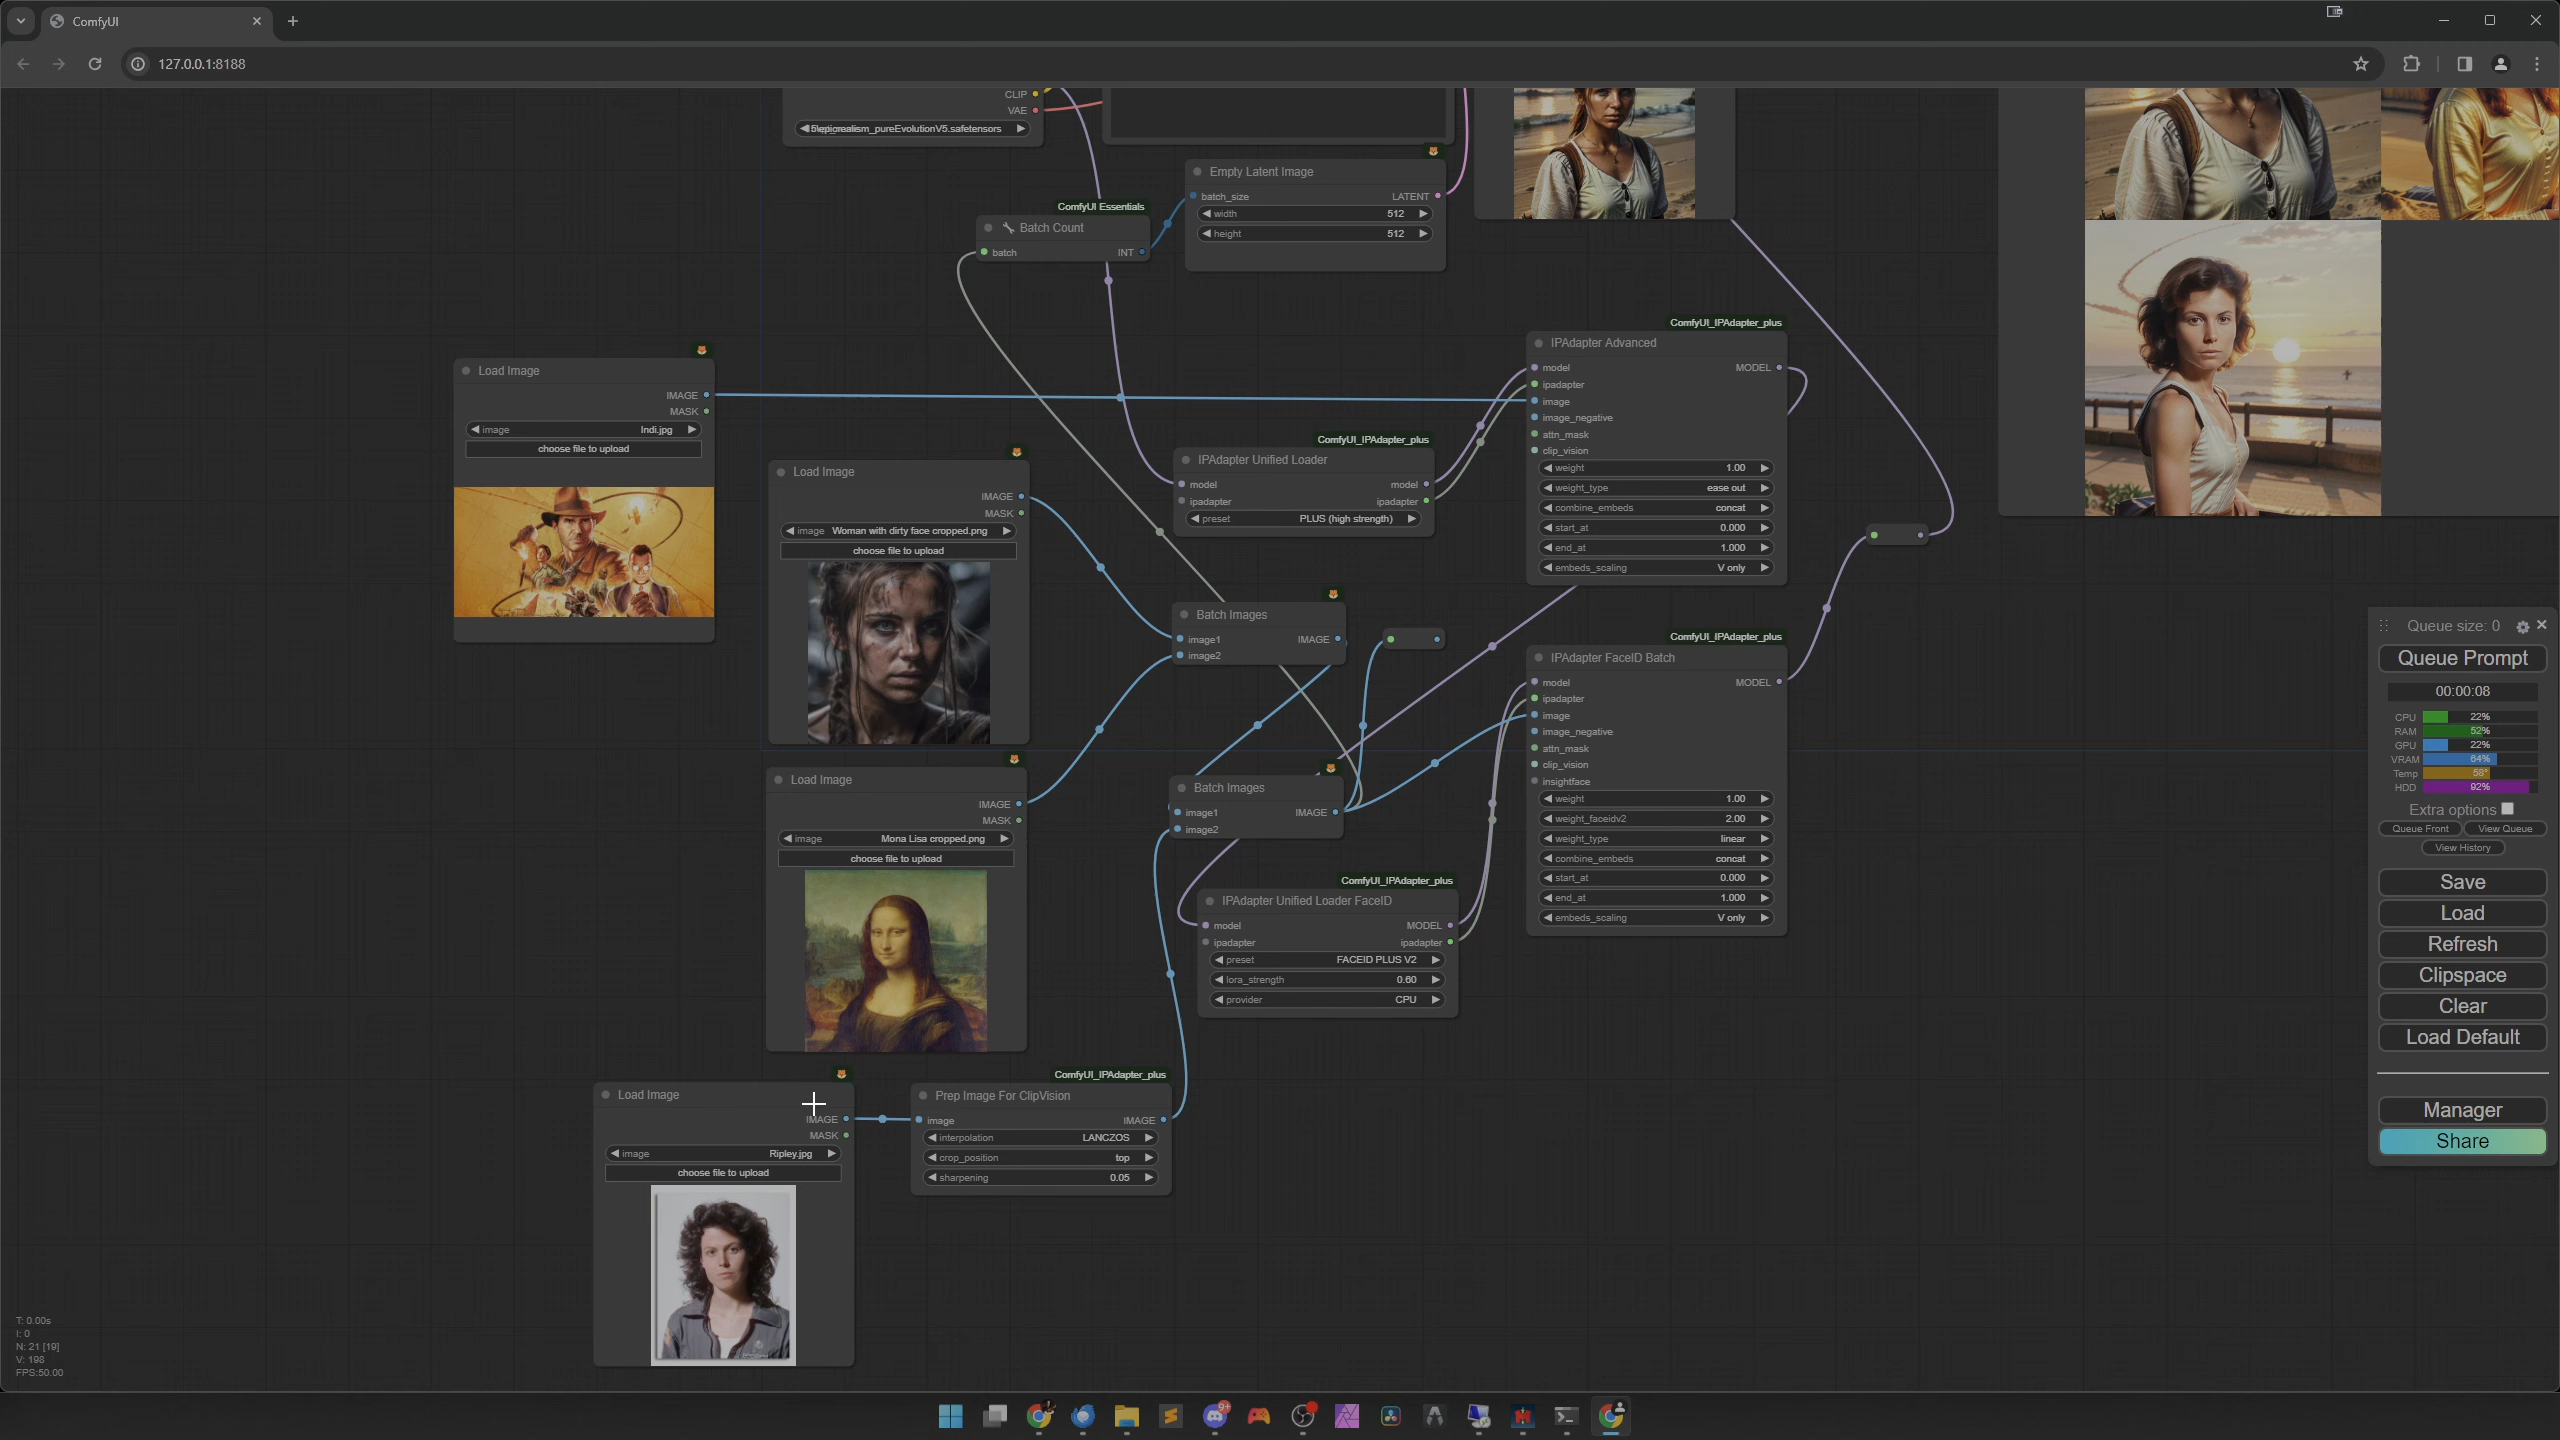 ComfyUI
127.0.0.1:8188
CLIP
VAE
5\epicrealism_pureEvolutionV5.safetensors
Empty Latent Image
batch_size LATENT
width 512
height 512
ComfyUI Essentials
Batch Count
batch INT
Load Image
IMAGE
MASK
image Indi.jpg
choose file to upload
Load Image
IMAGE
MASK
image Woman with dirty face cropped.png
choose file to upload
ComfyUI_IPAdapter_plus
IPAdapter Unified Loader
model model
ipadapter ipadapter
preset PLUS (high strength)
ComfyUI_IPAdapter_plus
IPAdapter Advanced
model MODEL
ipadapter
image
image_negative
attn_mask
clip_vision
weight 1.00
weight_type ease out
combine_embeds concat
start_at 0.000
end_at 1.000
embeds_scaling V only
Batch Images
image1 IMAGE
image2
Load Image
IMAGE
MASK
image Mona Lisa cropped.png
choose file to upload
Batch Images
image1 IMAGE
image2
ComfyUI_IPAdapter_plus
IPAdapter FaceID Batch
model MODEL
ipadapter
image
image_negative
attn_mask
clip_vision
insightface
weight 1.00
weight_faceidv2 2.00
weight_type linear
combine_embeds concat
start_at 0.000
end_at 1.000
embeds_scaling V only
ComfyUI_IPAdapter_plus
IPAdapter Unified Loader FaceID
model MODEL
ipadapter ipadapter
preset FACEID PLUS V2
lora_strength 0.60
provider CPU
Load Image
IMAGE
MASK
image Ripley.jpg
choose file to upload
ComfyUI_IPAdapter_plus
Prep Image For ClipVision
image IMAGE
interpolation LANCZOS
crop_position top
sharpening 0.05
Queue size: 0
Queue Prompt
00:00:08
CPU 22%
RAM 52%
GPU 22%
VRAM 64%
Temp 58°
HDD 92%
Extra options
Queue Front View Queue
View History
Save
Load
Refresh
Clipspace
Clear
Load Default
Manager
Share
T: 0.00s
I: 0
N: 21 [19]
V: 198
FPS:50.00
9+